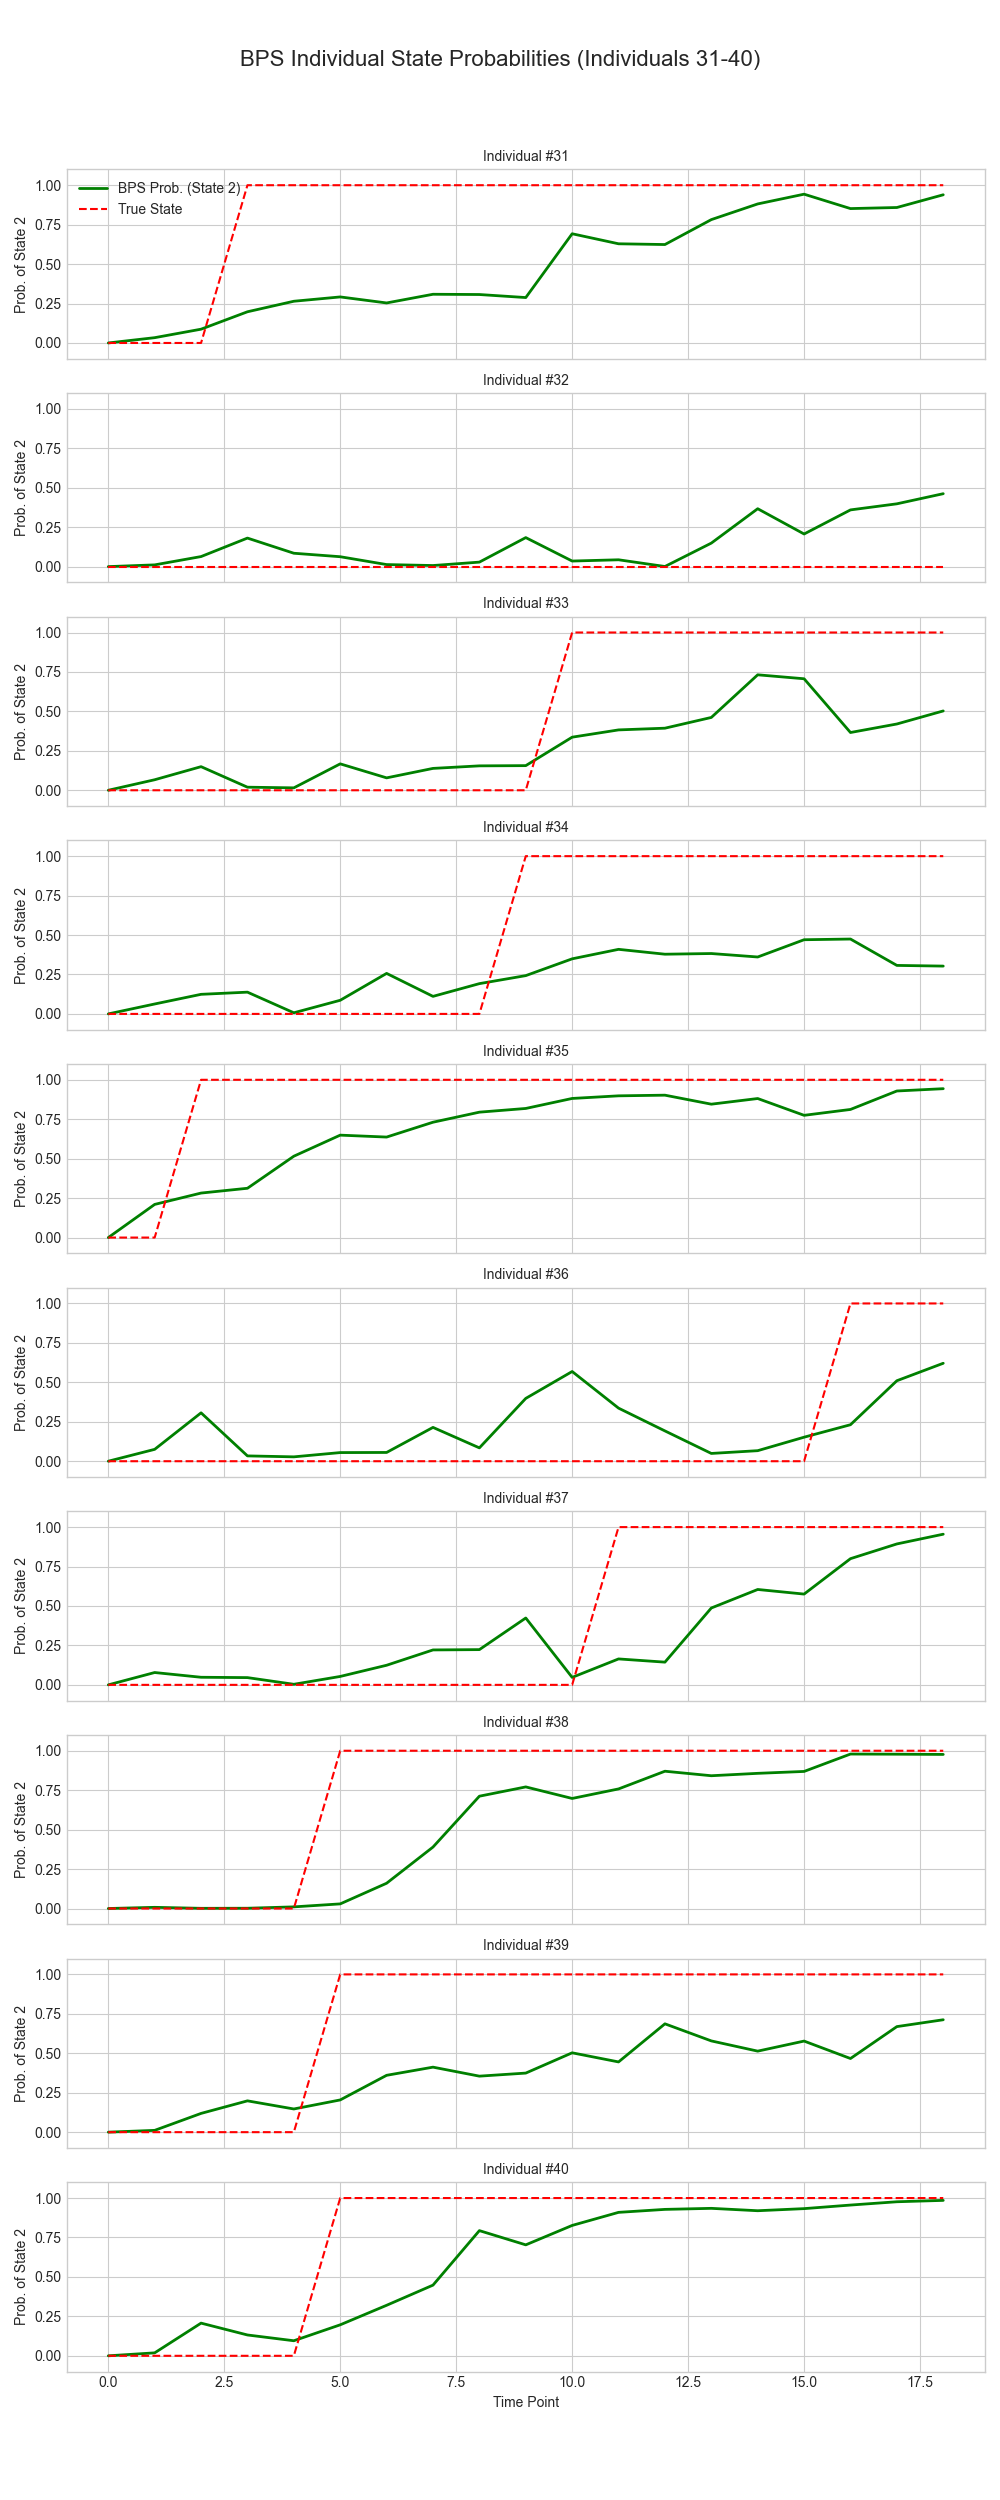 BPS Individual State Probabilities (Individuals 31-40)
Individual #31
1.00
0.75
0.50
0.25
0.00
Prob. of State 2
BPS Prob. (State 2)
True State
Individual #32
1.00
0.75
0.50
0.25
0.00
Prob. of State 2
Individual #33
1.00
0.75
0.50
0.25
0.00
Prob. of State 2
Individual #34
1.00
0.75
0.50
0.25
0.00
Prob. of State 2
Individual #35
1.00
0.75
0.50
0.25
0.00
Prob. of State 2
Individual #36
1.00
0.75
0.50
0.25
0.00
Prob. of State 2
Individual #37
1.00
0.75
0.50
0.25
0.00
Prob. of State 2
Individual #38
1.00
0.75
0.50
0.25
0.00
Prob. of State 2
Individual #39
1.00
0.75
0.50
0.25
0.00
Prob. of State 2
Individual #40
1.00
0.75
0.50
0.25
0.00
Prob. of State 2
0.0 2.5 5.0 7.5 10.0 12.5 15.0 17.5
Time Point